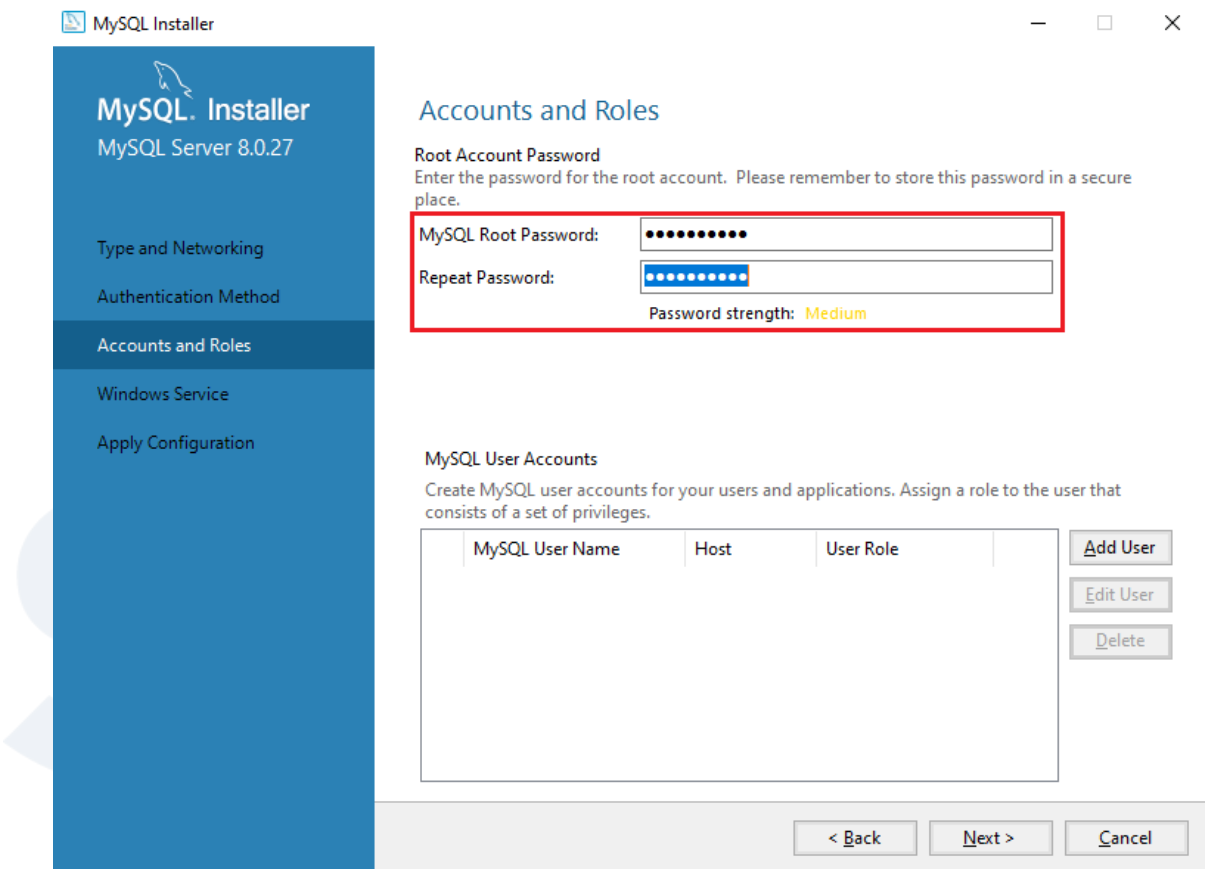 MySQL Installer
MySQL. Installer
MySQL Server 8.0.27
Type and Networking
Authentication Method
Accounts and Roles
Windows Service
Apply Configuration
Accounts and Roles
Root Account Password
Enter the password for the root account.  Please remember to store this password in a secure
place.
MySQL Root Password: ●●●●●●●●●●
Repeat Password: ●●●●●●●●●●
Password strength: Medium
MySQL User Accounts
Create MySQL user accounts for your users and applications. Assign a role to the user that
consists of a set of privileges.
MySQL User Name Host User Role
Add User
Edit User
Delete
< Back Next > Cancel